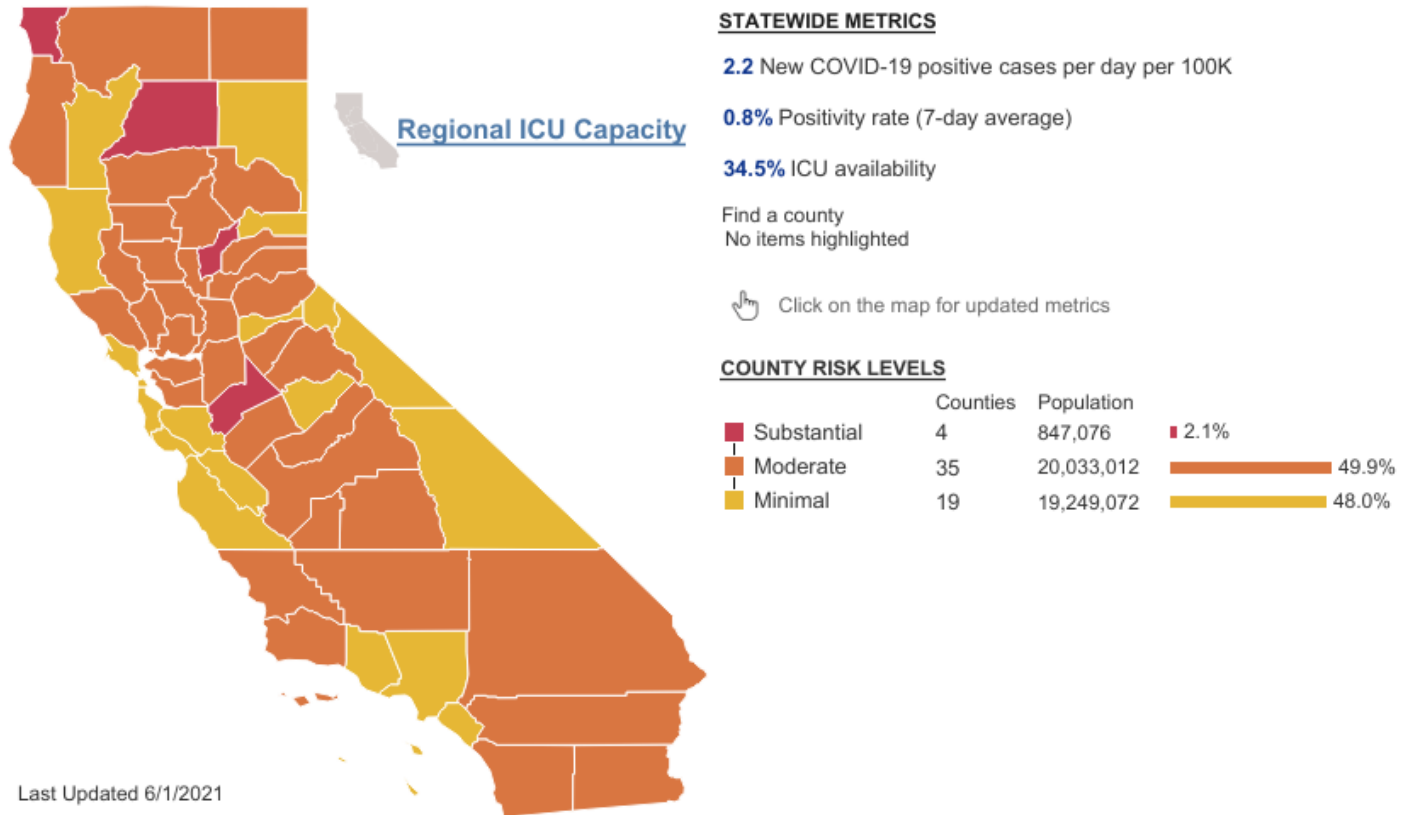 STATEWIDE METRICS
2.2 New COVID-19 positive cases per day per 100K
0.8% Positivity rate (7-day average)
Regional ICU Capacity
34.5% ICU availability
Find a county
No items highlighted
Click on the map for updated metrics
COUNTY RISK LEVELS
Counties Population
Substantial 4 847,076 2.1%
Moderate 35 20,033,012 49.9%
Minimal 19 19,249,072 48.0%
Last Updated 6/1/2021